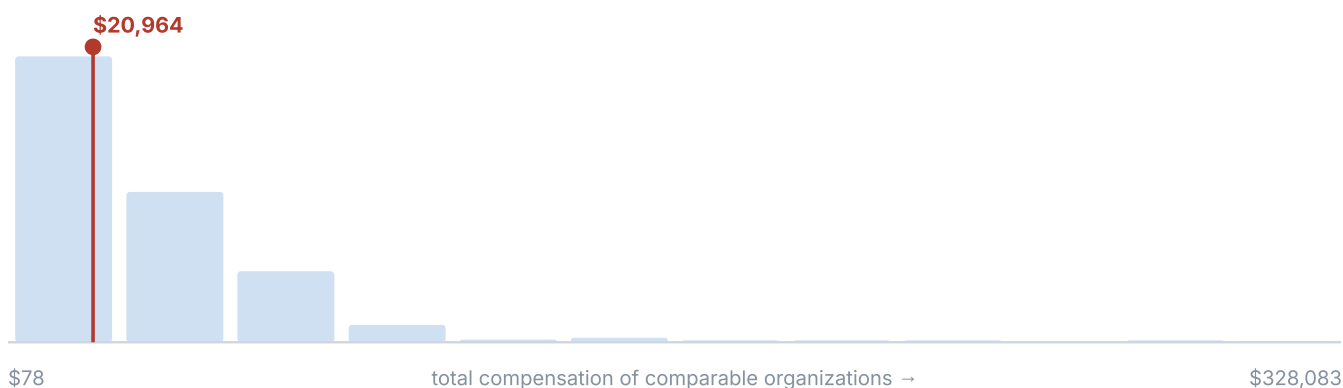 $20,964
$78
total compensation of comparable organizations →
$328,083